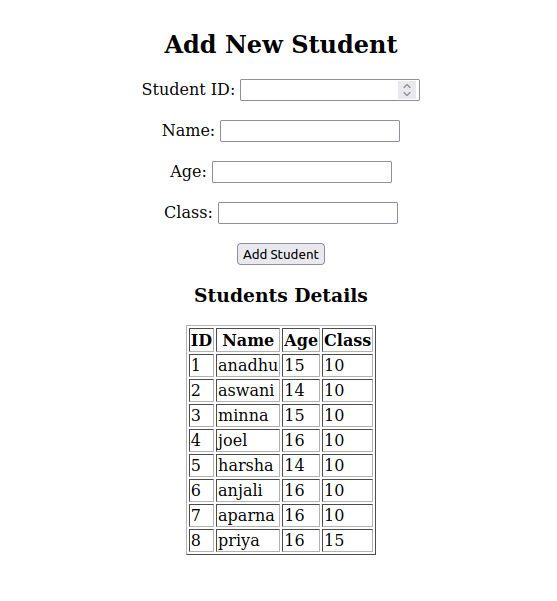 Add New Student
Student ID:
Name:
Age:
Class:
Add Student
Students Details
ID Name Age Class
1 anadhu 15 10
2 aswani 14 10
3 minna 15 10
4 joel 16 10
5 harsha 14 10
6 anjali 16 10
7 aparna 16 10
8 priya 16 15